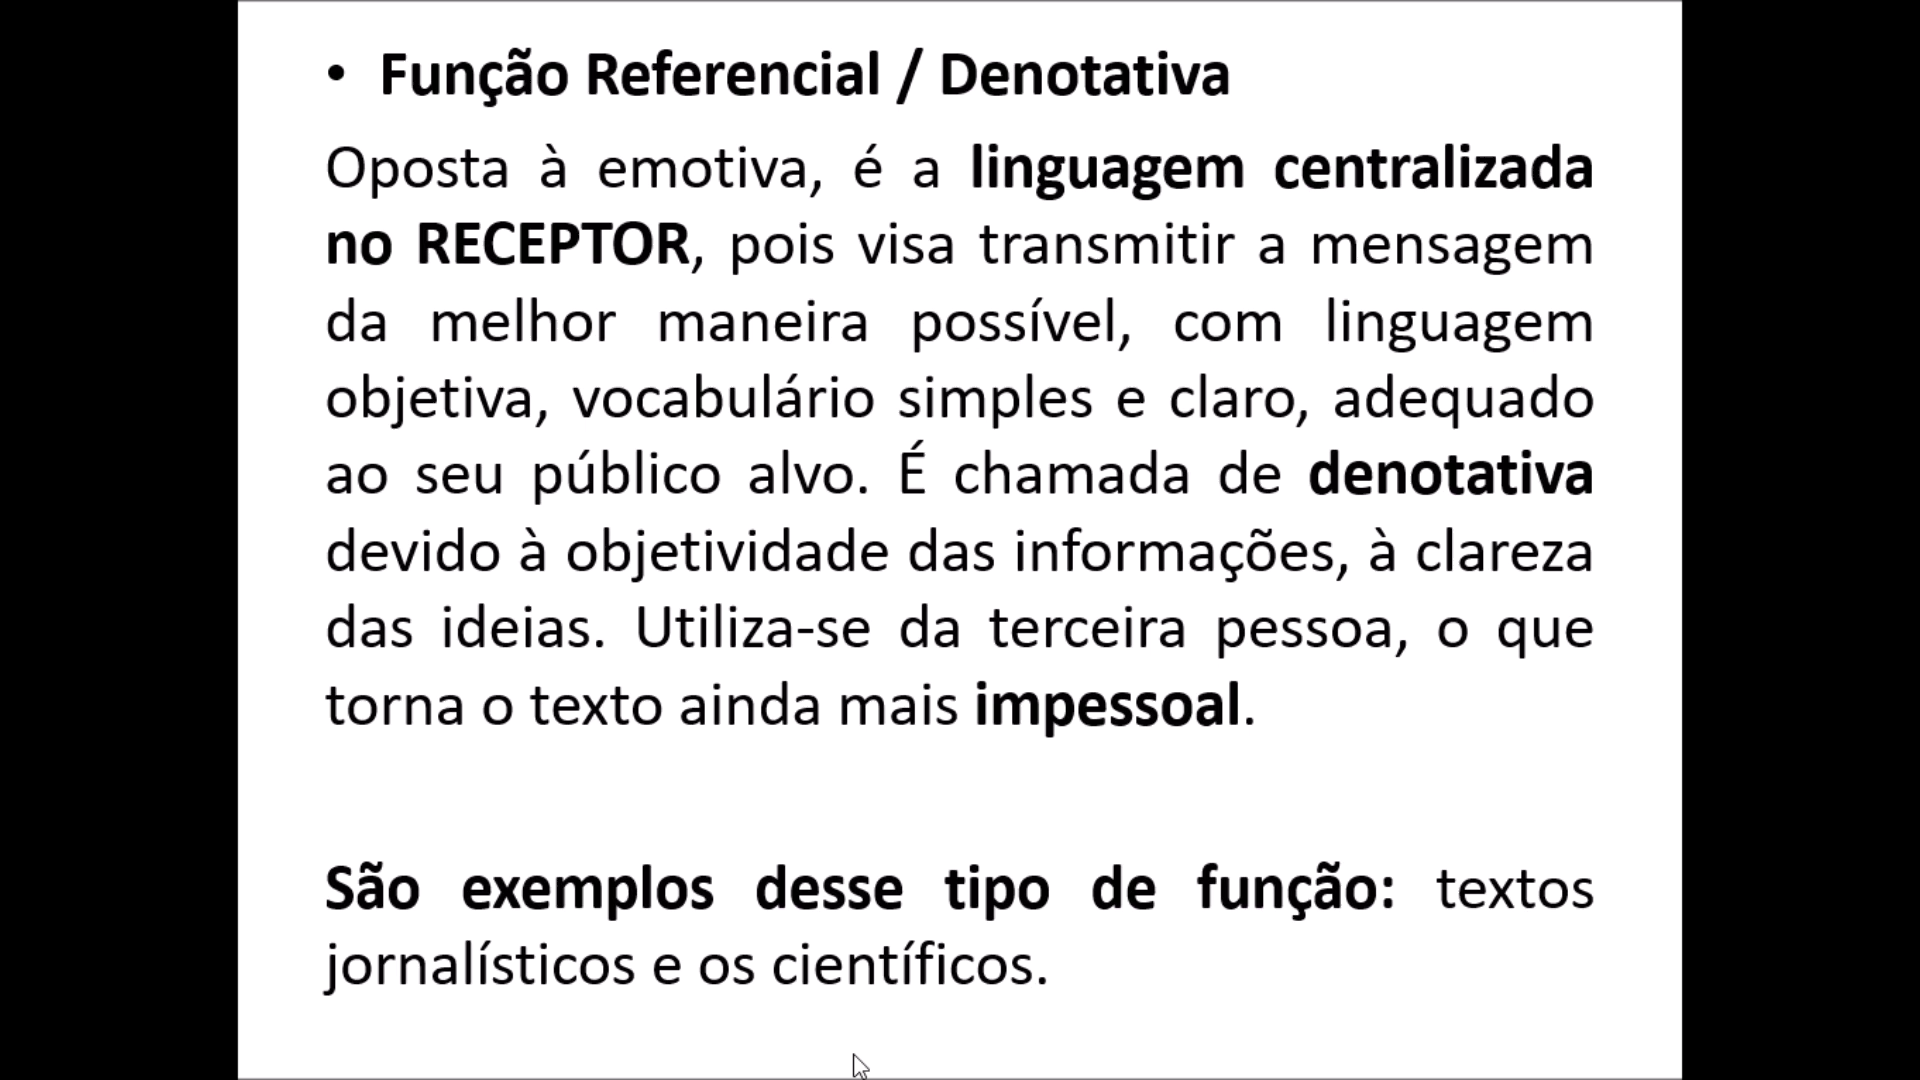 • Função Referencial / Denotativa
Oposta à emotiva, é a linguagem centralizada
no RECEPTOR, pois visa transmitir a mensagem
da melhor maneira possível, com linguagem
objetiva, vocabulário simples e claro, adequado
ao seu público alvo. É chamada de denotativa
devido à objetividade das informações, à clareza
das ideias. Utiliza-se da terceira pessoa, o que
torna o texto ainda mais impessoal.
São exemplos desse tipo de função: textos
jornalísticos e os científicos.